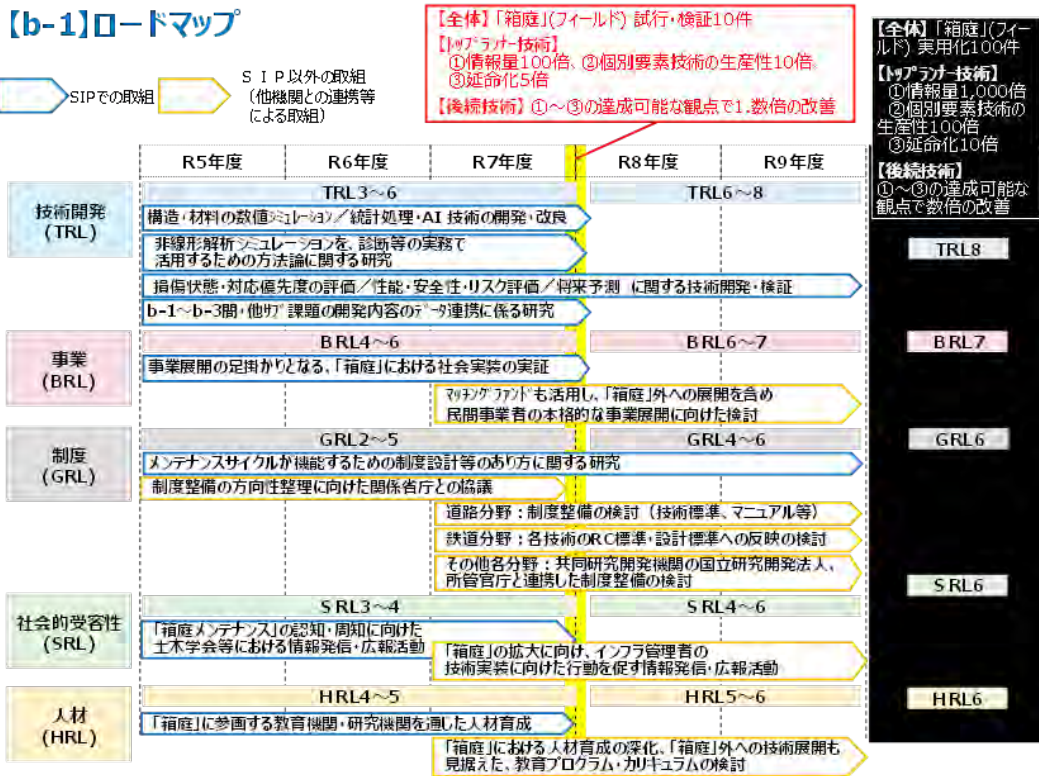 【b-1】ロードマップ
SIPでの取組
ＳＩＰ以外の取組
（他機関との連携等
による取組）
【全体】「箱庭」(フィールド) 試行・検証10件
【ﾄｯﾌﾟﾗﾝﾅｰ技術】
①情報量100倍、②個別要素技術の生産性10倍、
③延命化5倍
【後続技術】①～③の達成可能な観点で1.数倍の改善
【全体】「箱庭」(フィー
ルド) 実用化100件
【ﾄｯﾌﾟﾗﾝﾅｰ技術】
①情報量1,000倍
②個別要素技術の
生産性100倍
③延命化10倍
【後続技術】
①～③の達成可能な
観点で数倍の改善
R5年度
R6年度
R7年度
R8年度
R9年度
技術開発
(TRL)
TRL3～6
TRL6～8
TRL8
構造・材料の数値ｼﾐｭﾚｰｼｮﾝ／統計処理・AI 技術の開発・改良
非線形解析シミュレーションを、診断等の実務で
活用するための方法論に関する研究
損傷状態・対応優先度の評価／性能・安全性・リスク評価／将来予測 に関する技術開発・検証
b-1～b-3間・他ｻﾌﾞ課題の開発内容のﾃﾞｰﾀ連携に係る研究
事業
(BRL)
BRL4～6
BRL6～7
BRL7
事業展開の足掛かりとなる、「箱庭」における社会実装の実証
ﾏｯﾁﾝｸﾞﾌｧﾝﾄﾞも活用し、「箱庭」外への展開を含め
民間事業者の本格的な事業展開に向けた検討
制度
(GRL)
GRL2～5
GRL4～6
GRL6
メンテナンスサイクルが機能するための制度設計等のあり方に関する研究
制度整備の方向性整理に向けた関係省庁との協議
道路分野：制度整備の検討（技術標準、マニュアル等）
鉄道分野：各技術のRC標準・設計標準への反映の検討
その他各分野：共同研究開発機関の国立研究開発法人、
所管官庁と連携した制度整備の検討
社会的受容性
(SRL)
SRL3～4
SRL4～6
SRL6
「箱庭メンテナンス」の認知・周知に向けた
土木学会等における情報発信・広報活動
「箱庭」の拡大に向け、インフラ管理者の
技術実装に向けた行動を促す情報発信・広報活動
人材
(HRL)
HRL4～5
HRL5～6
HRL6
「箱庭」に参画する教育機関・研究機関を通した人材育成
「箱庭」における人材育成の深化、「箱庭」外への技術展開も
見据えた、教育プログラム・カリキュラムの検討